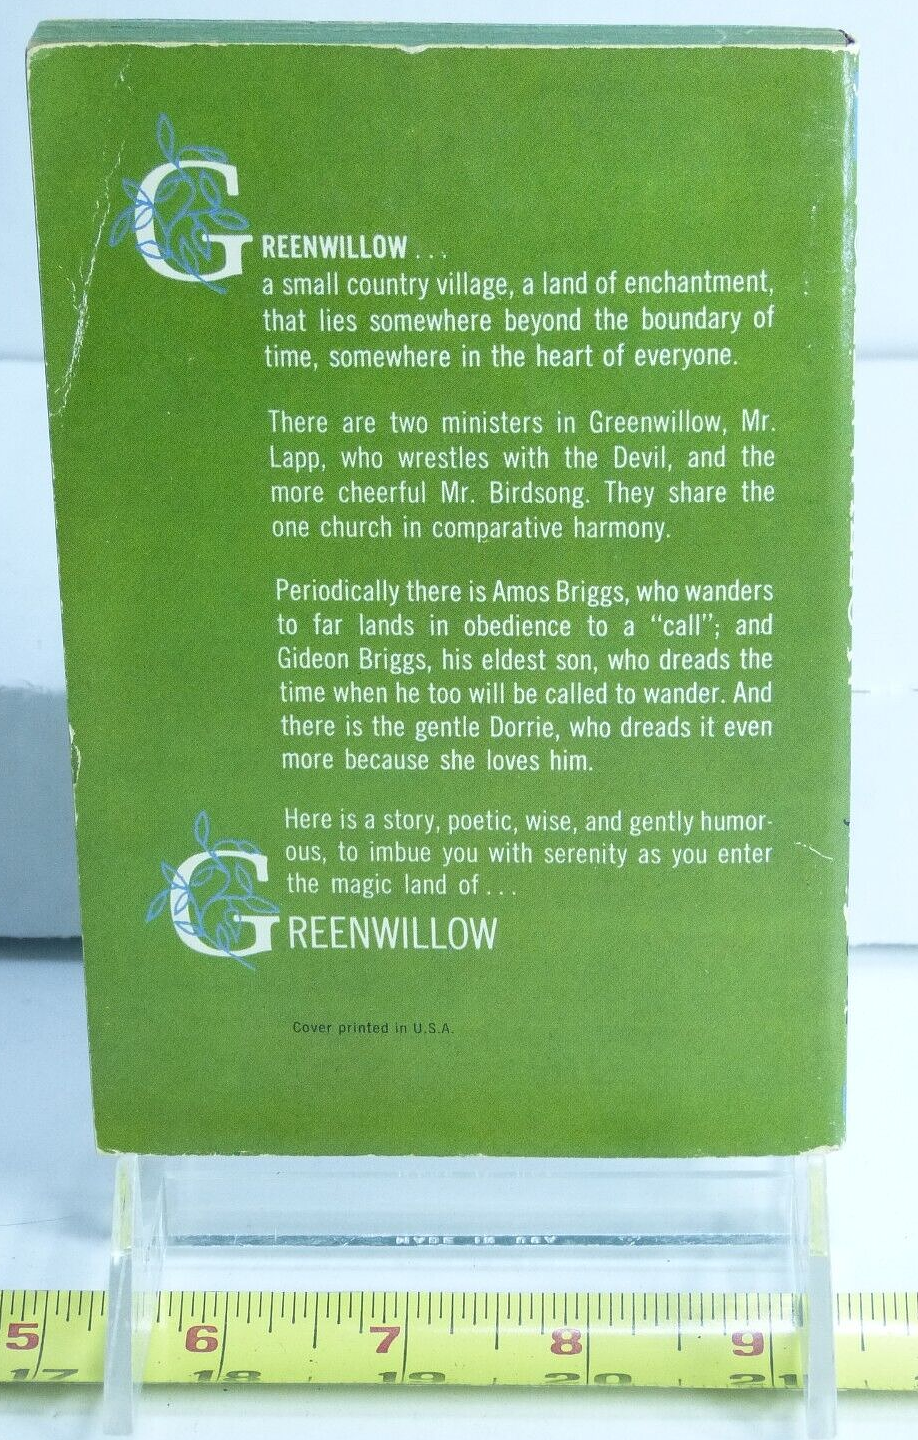 GREENWILLOW...
a small country village, a land of enchantment,
that lies somewhere beyond the boundary of
time, somewhere in the heart of everyone.
There are two ministers in Greenwillow, Mr.
Lapp, who wrestles with the Devil, and the
more cheerful Mr. Birdsong. They share the
one church in comparative harmony.
Periodically there is Amos Briggs, who wanders
to far lands in obedience to a “call”; and
Gideon Briggs, his eldest son, who dreads the
time when he too will be called to wander. And
there is the gentle Dorrie, who dreads it even
more because she loves him.
Here is a story, poetic, wise, and gently humor-
ous, to imbue you with serenity as you enter
the magic land of...
GREENWILLOW
Cover printed in U.S.A.
5 6 7 8 9
17 18 19 20 21